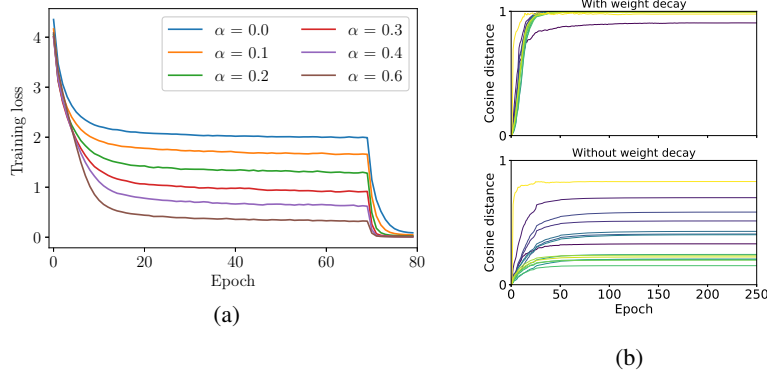 Training loss
4
3
2
1
0
α = 0.0
α = 0.1
α = 0.2
α = 0.3
α = 0.4
α = 0.6
0
20
40
60
80
Epoch
(a)
With weight decay
Cosine distance
1
0
Without weight decay
Cosine distance
1
0
0
50
100
150
200
250
Epoch
(b)